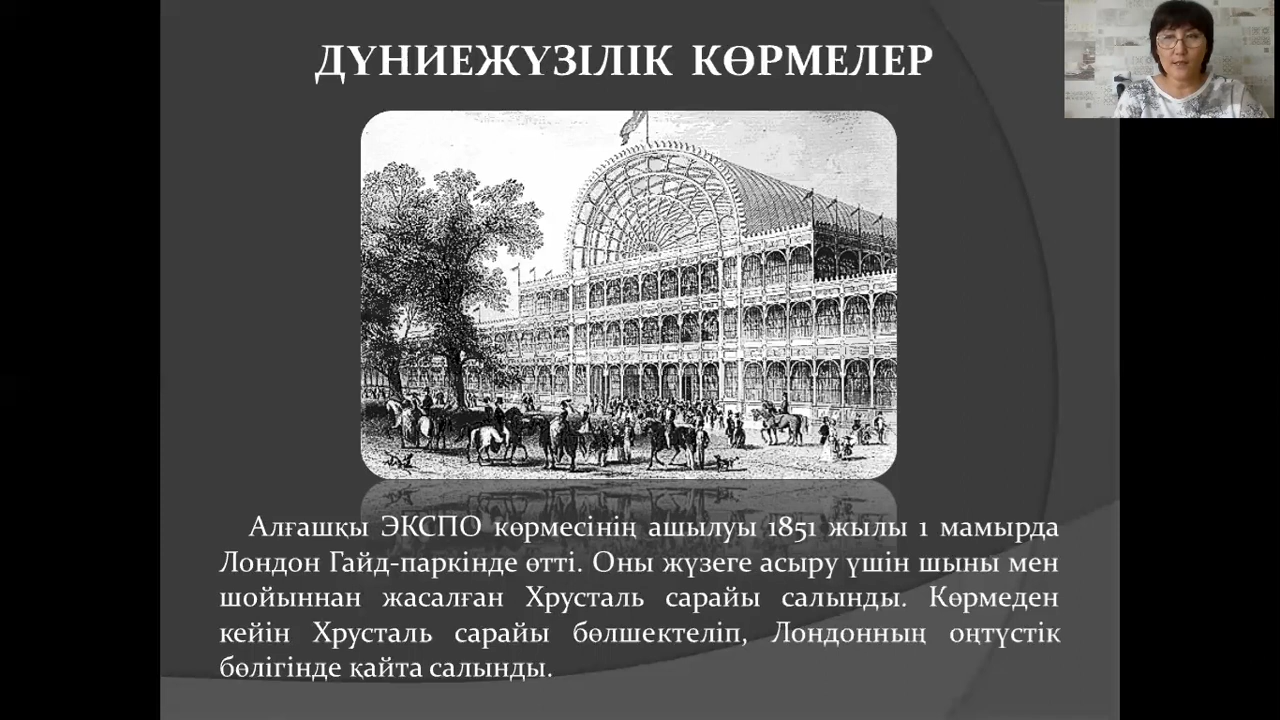 ДҮНИЕЖҮЗІЛІК КӨРМЕЛЕР
Алғашқы ЭКСПО көрмесінің ашылуы 1851 жылы 1 мамырда
Лондон Гайд-паркінде өтті. Оны жүзеге асыру үшін шыны мен
шойыннан жасалған Хрусталь сарайы салынды. Көрмеден
кейін Хрусталь сарайы бөлшектеліп, Лондонның оңтүстік
бөлігінде қайта салынды.